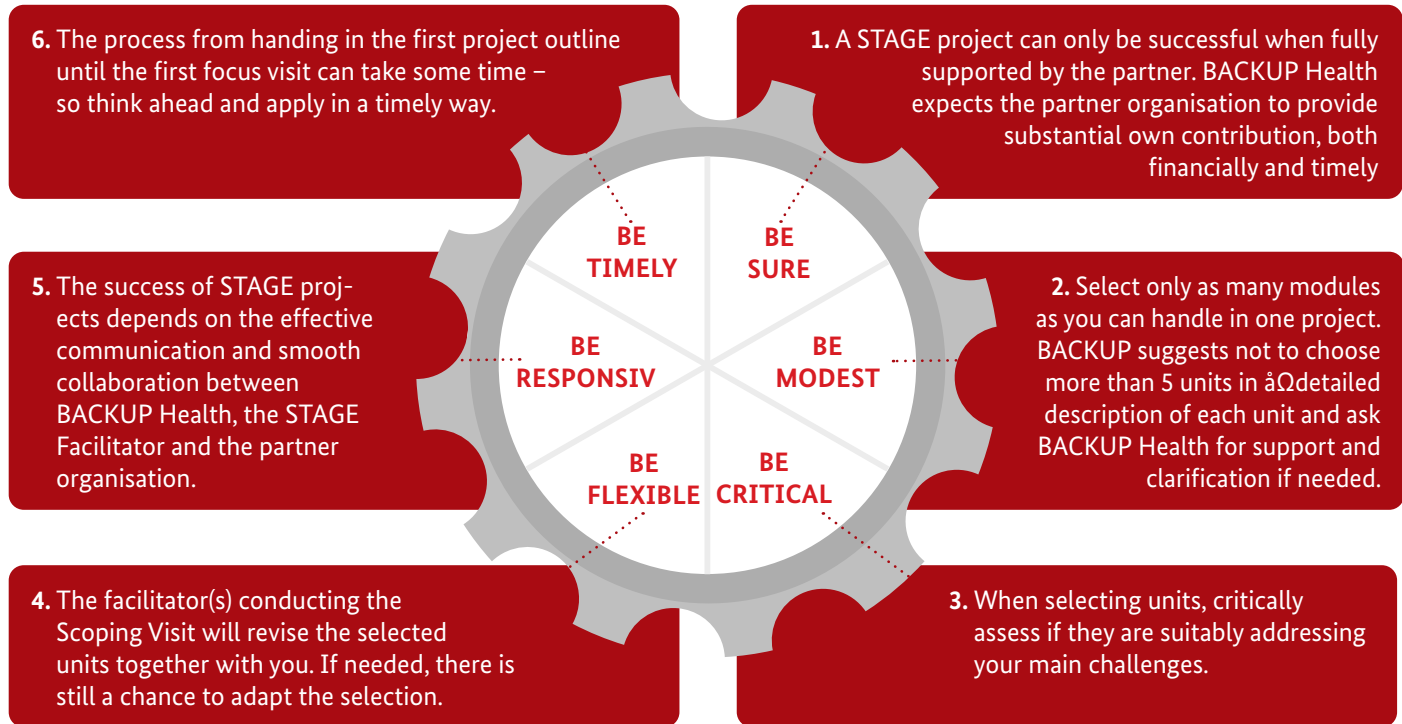 1. A STAGE project can only be successful when fully
supported by the partner. BACKUP Health
expects the partner organisation to provide
substantial own contribution, both
financially and timely
2. Select only as many modules
as you can handle in one project.
BACKUP suggests not to choose
more than 5 units in åΩdetailed
description of each unit and ask
BACKUP Health for support and
clarification if needed.
3. When selecting units, critically
assess if they are suitably addressing
your main challenges.
4. The facilitator(s) conducting the
Scoping Visit will revise the selected
units together with you. If needed, there is
still a chance to adapt the selection.
5. The success of STAGE proj-
ects depends on the effective
communication and smooth
collaboration between
BACKUP Health, the STAGE
Facilitator and the partner
organisation.
6. The process from handing in the first project outline
until the first focus visit can take some time –
so think ahead and apply in a timely way.
BE
SURE
BE
MODEST
BE
CRITICAL
BE
FLEXIBLE
BE
RESPONSIV
BE
TIMELY